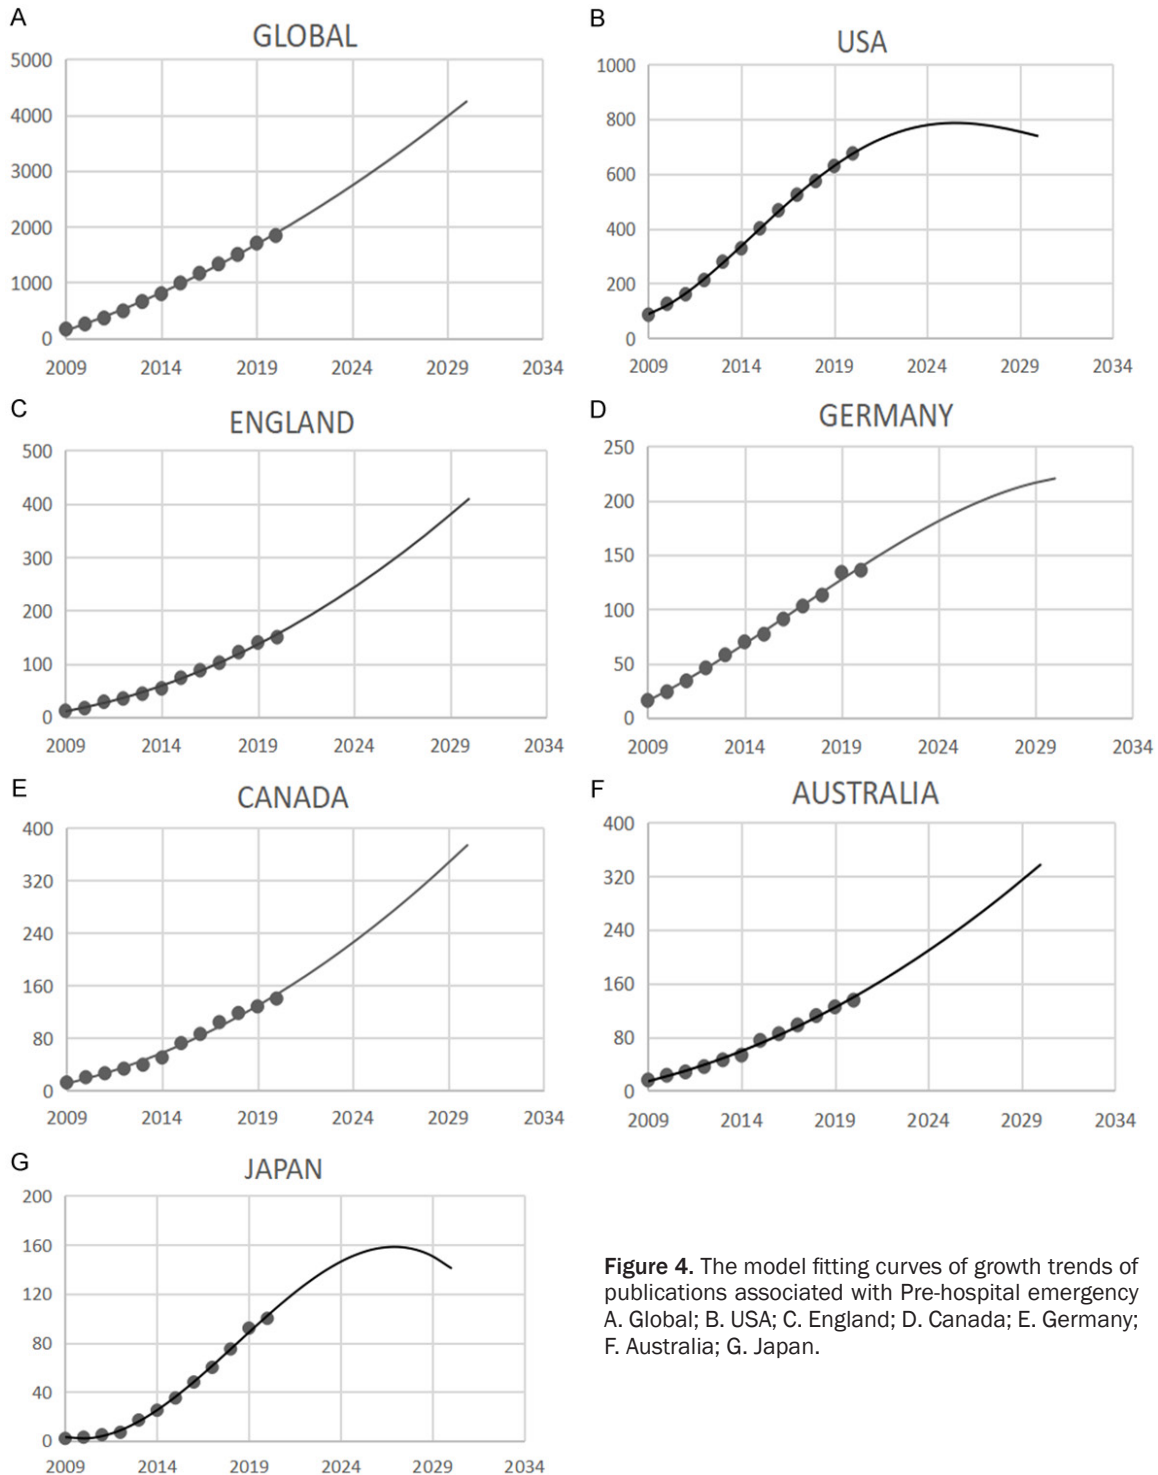 A
GLOBAL
5000
4000
3000
2000
1000
0
2009 2014 2019 2024 2029 2034
B
USA
1000
800
600
400
200
0
2009 2014 2019 2024 2029 2034
C
ENGLAND
500
400
300
200
100
0
2009 2014 2019 2024 2029 2034
D
GERMANY
250
200
150
100
50
0
2009 2014 2019 2024 2029 2034
E
CANADA
400
320
240
160
80
0
2009 2014 2019 2024 2029 2034
F
AUSTRALIA
400
320
240
160
80
0
2009 2014 2019 2024 2029 2034
G
JAPAN
200
160
120
80
40
0
2009 2014 2019 2024 2029 2034
Figure 4. The model fitting curves of growth trends of
publications associated with Pre-hospital emergency
A. Global; B. USA; C. England; D. Canada; E. Germany;
F. Australia; G. Japan.